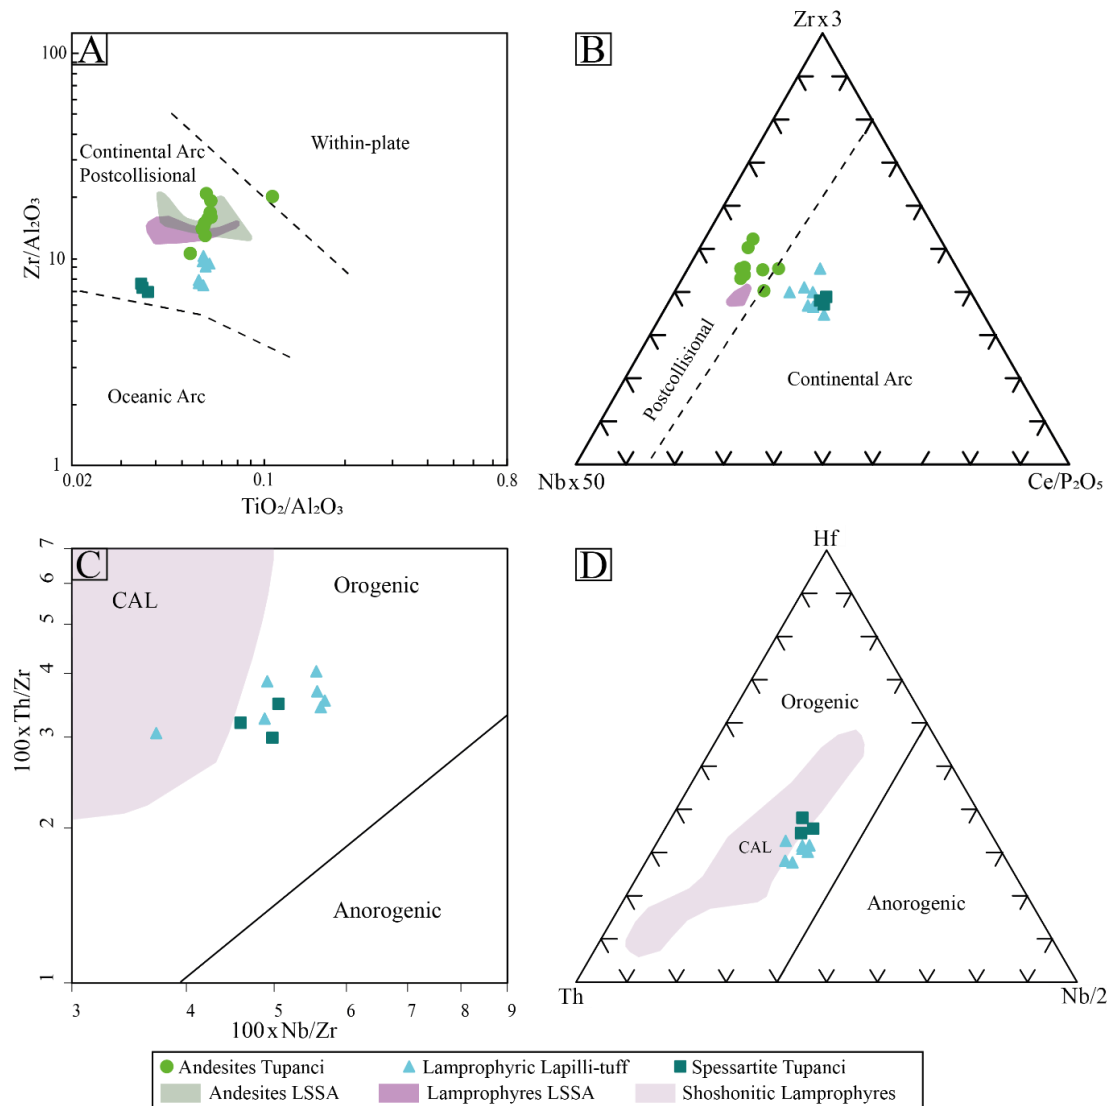 A
100
10
1
Zr/Al₂O₃
Continental Arc
Postcollisional
Within-plate
Oceanic Arc
0.02
0.1
0.8
TiO₂/Al₂O₃
B
Zr x 3
Postcollisional
Continental Arc
Nb x 50
Ce/P₂O₅
C
7
6
5
4
3
2
1
100 x Th/Zr
CAL
Orogenic
Anorogenic
3
4
5
6
7
8
9
100 x Nb/Zr
D
Hf
Orogenic
CAL
Anorogenic
Th
Nb/2
Andesites Tupanci
Lamprophyric Lapilli-tuff
Spessartite Tupanci
Andesites LSSA
Lamprophyres LSSA
Shoshonitic Lamprophyres